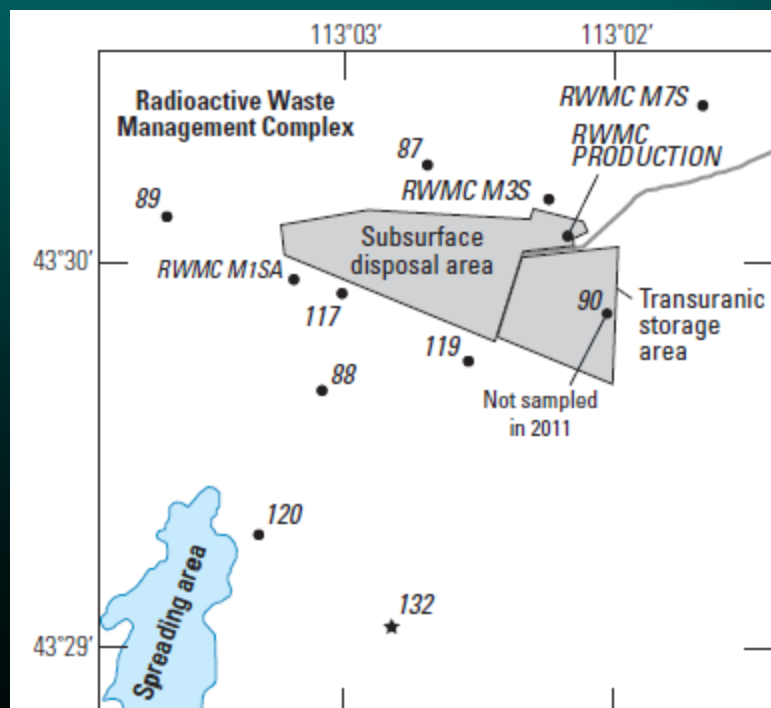 113°03'
113°02'
Radioactive Waste
Management Complex
RWMC M7S
RWMC
PRODUCTION
87
RWMC M3S
89
Subsurface
disposal area
43°30'
RWMC M1SA
117
90
Transuranic
storage
area
119
88
Not sampled
in 2011
120
Spreading area
132
43°29'